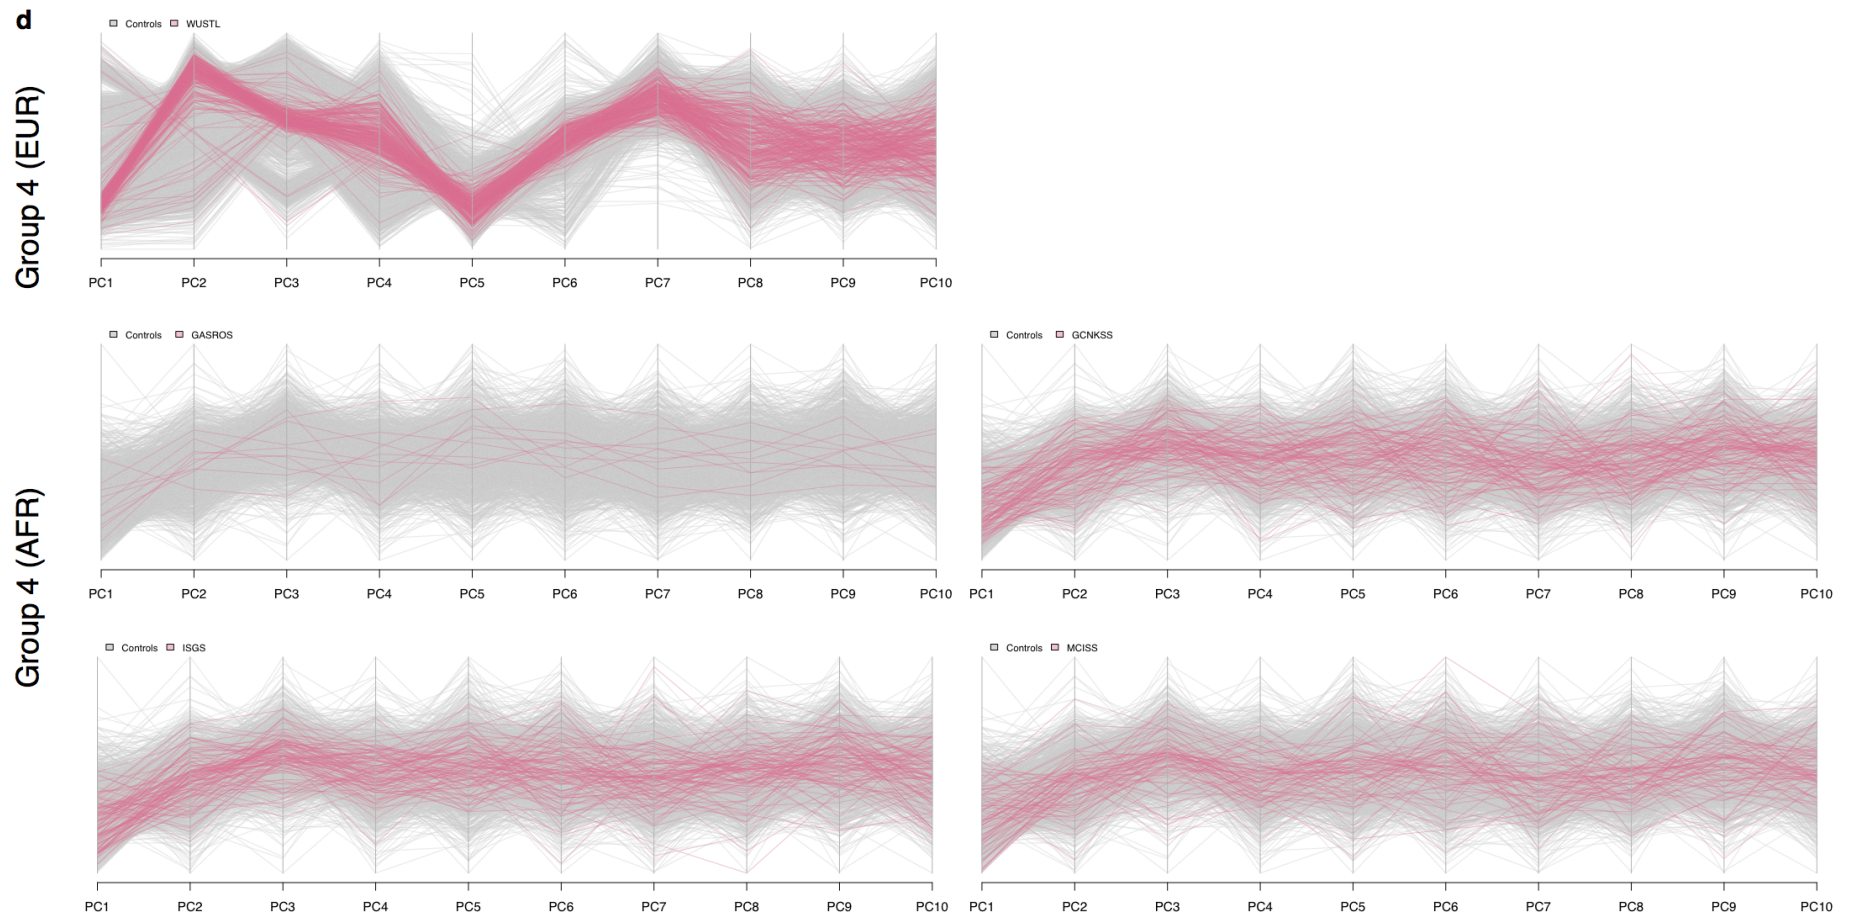 d
Controls WUSTL
Group 4 (EUR)
PC1 PC2 PC3 PC4 PC5 PC6 PC7 PC8 PC9 PC10
Controls GASROS
PC1 PC2 PC3 PC4 PC5 PC6 PC7 PC8 PC9 PC10
Controls GCNKSS
PC1 PC2 PC3 PC4 PC5 PC6 PC7 PC8 PC9 PC10
Group 4 (AFR)
Controls ISGS
PC1 PC2 PC3 PC4 PC5 PC6 PC7 PC8 PC9 PC10
Controls MCISS
PC1 PC2 PC3 PC4 PC5 PC6 PC7 PC8 PC9 PC10